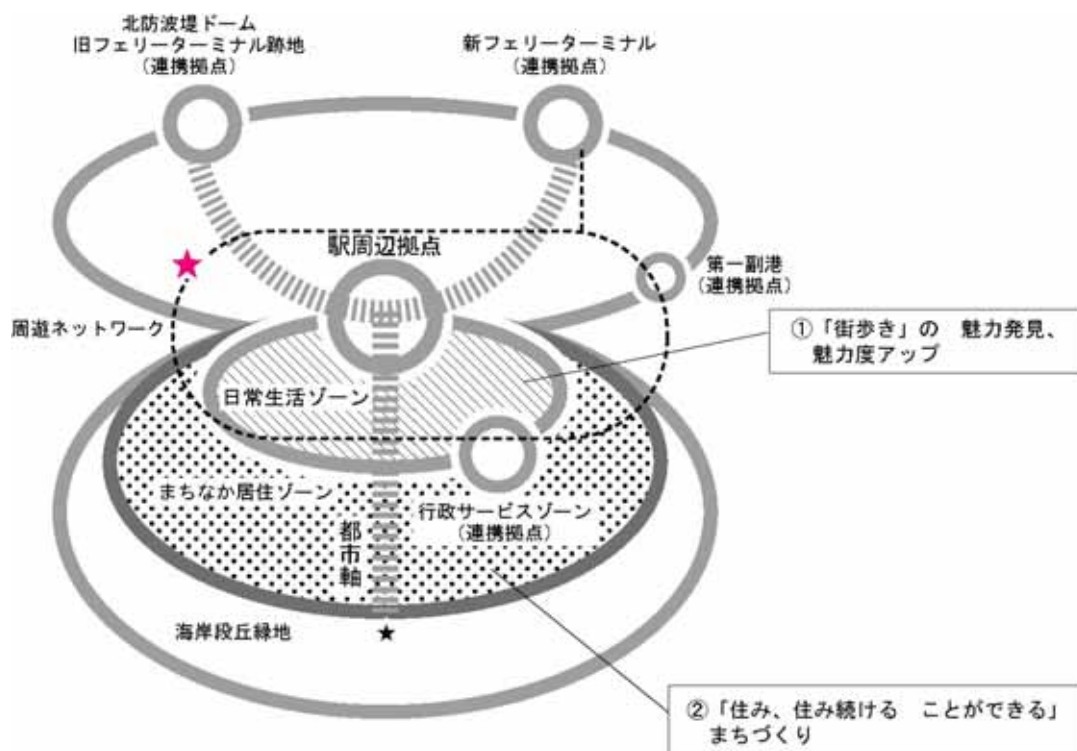 北防波堤ドーム
旧フェリーターミナル跡地
（連携拠点）
新フェリーターミナル
（連携拠点）
駅周辺拠点
第一副港
（連携拠点）
周遊ネットワーク
①「街歩き」の　魅力発見、
魅力度アップ
日常生活ゾーン
まちなか居住ゾーン
行政サービスゾーン
（連携拠点）
都市軸
海岸段丘緑地
②「住み、住み続ける　ことができる」
まちづくり